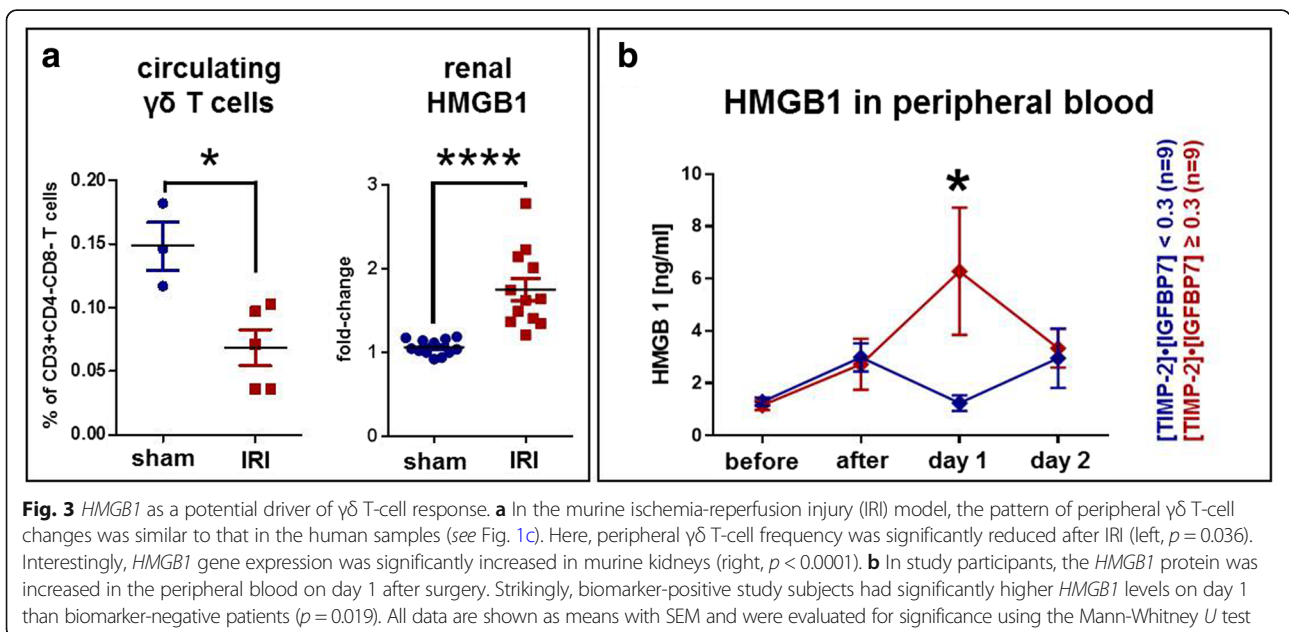 a
circulating
γδ T cells
*
% of CD3+CD4-CD8- T cells
0.20
0.15
0.10
0.05
0.00
sham
IRI
renal
HMGB1
****
fold-change
3
2
1
0
sham
IRI
b
HMGB1 in peripheral blood
*
HMGB 1 [ng/ml]
10
8
6
4
2
0
before
after
day 1
day 2
[TIMP-2]•[IGFBP7] < 0.3 (n=9)
[TIMP-2]•[IGFBP7] ≥ 0.3 (n=9)
Fig. 3 HMGB1 as a potential driver of γδ T-cell response. a In the murine ischemia-reperfusion injury (IRI) model, the pattern of peripheral γδ T-cell
changes was similar to that in the human samples (see Fig. 1c). Here, peripheral γδ T-cell frequency was significantly reduced after IRI (left, p = 0.036).
Interestingly, HMGB1 gene expression was significantly increased in murine kidneys (right, p < 0.0001). b In study participants, the HMGB1 protein was
increased in the peripheral blood on day 1 after surgery. Strikingly, biomarker-positive study subjects had significantly higher HMGB1 levels on day 1
than biomarker-negative patients (p = 0.019). All data are shown as means with SEM and were evaluated for significance using the Mann-Whitney U test